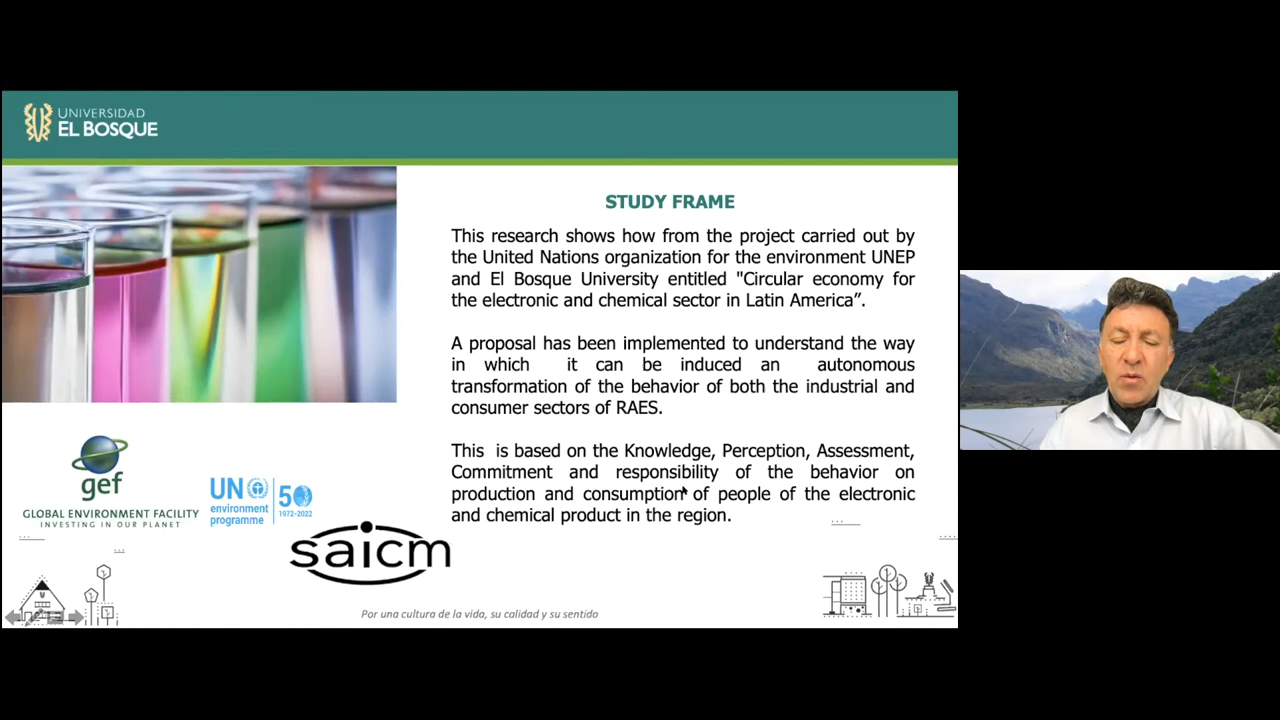 UNIVERSIDAD
EL BOSQUE
STUDY FRAME
This research shows how from the project carried out by
the United Nations organization for the environment UNEP
and El Bosque University entitled "Circular economy for
the electronic and chemical sector in Latin America”.
A proposal has been implemented to understand the way
in which it can be induced an autonomous
transformation of the behavior of both the industrial and
consumer sectors of RAES.
This is based on the Knowledge, Perception, Assessment,
Commitment and responsibility of the behavior on
production and consumption of people of the electronic
and chemical product in the region.
gef
GLOBAL ENVIRONMENT FACILITY
INVESTING IN OUR PLANET
UN
environment
programme
50
1972-2022
saicm
Por una cultura de la vida, su calidad y su sentido